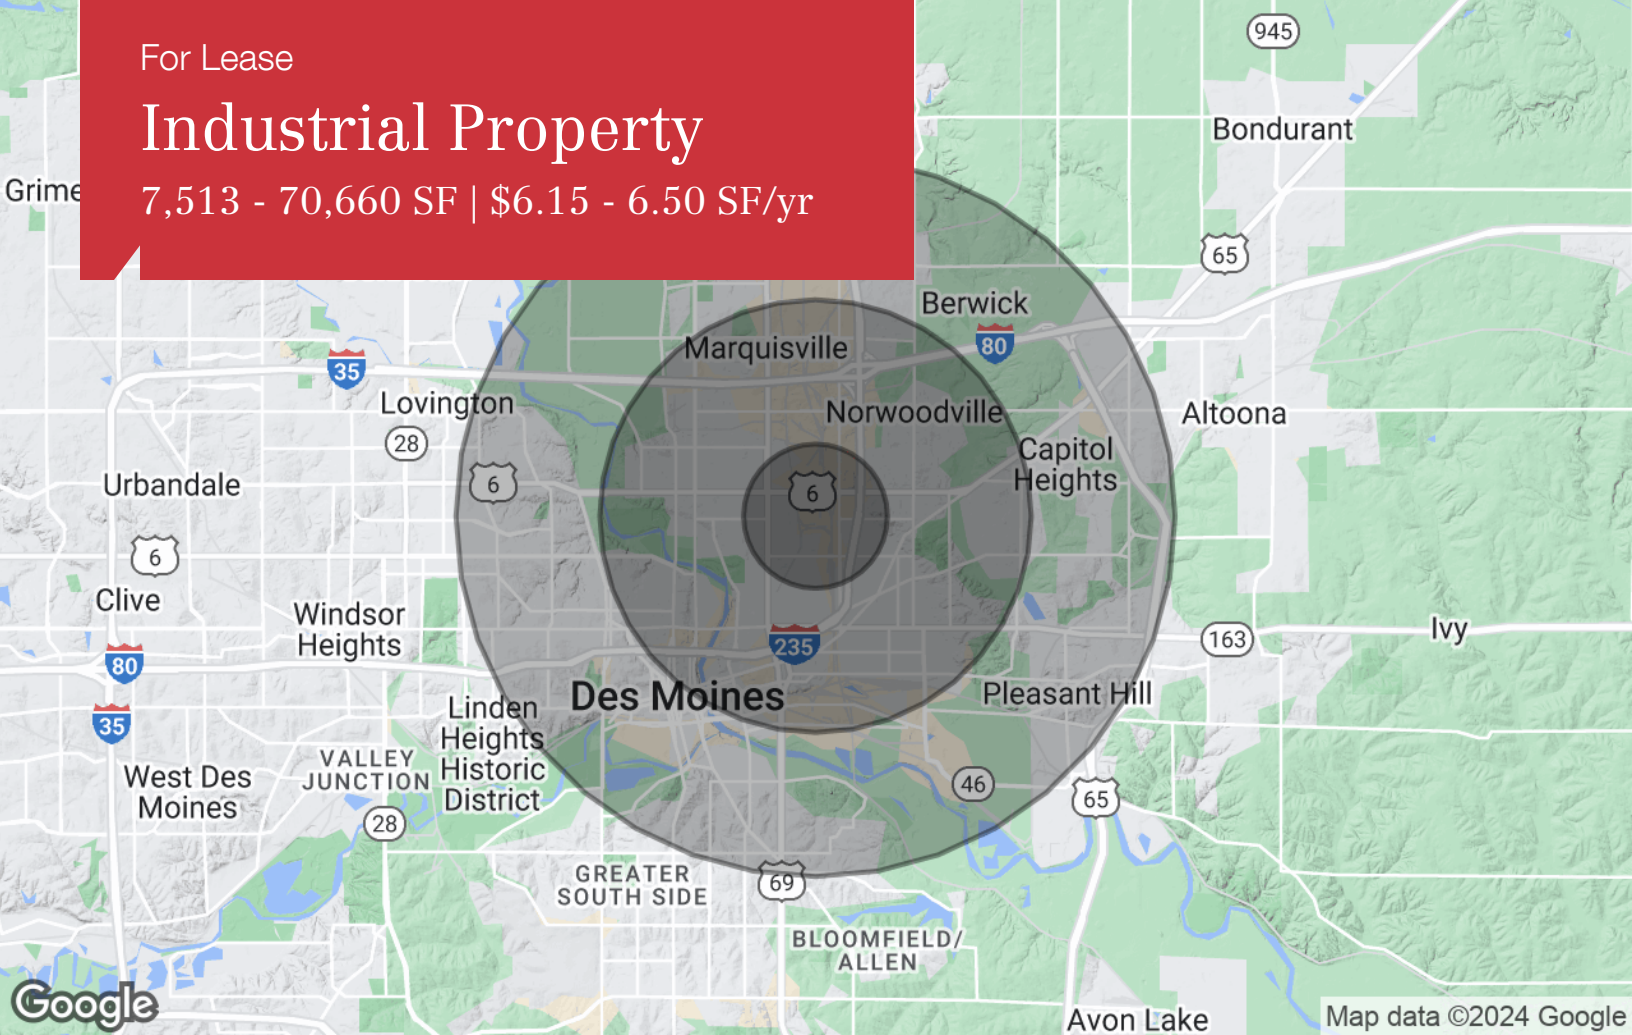 For Lease
Industrial Property
7,513 - 70,660 SF | $6.15 - 6.50 SF/yr
945
Bondurant
Grime
65
Berwick
80
Marquisville
35
Lovington
Norwoodville
Altoona
28
Capitol
Heights
6
6
Urbandale
6
Clive
Windsor
Heights
163
Ivy
235
80
Des Moines
Pleasant Hill
35
Linden
Heights
Historic
District
VALLEY
JUNCTION
West Des
Moines
46
65
28
GREATER
SOUTH SIDE
69
BLOOMFIELD/
ALLEN
Google
Avon Lake
Map data ©2024 Google